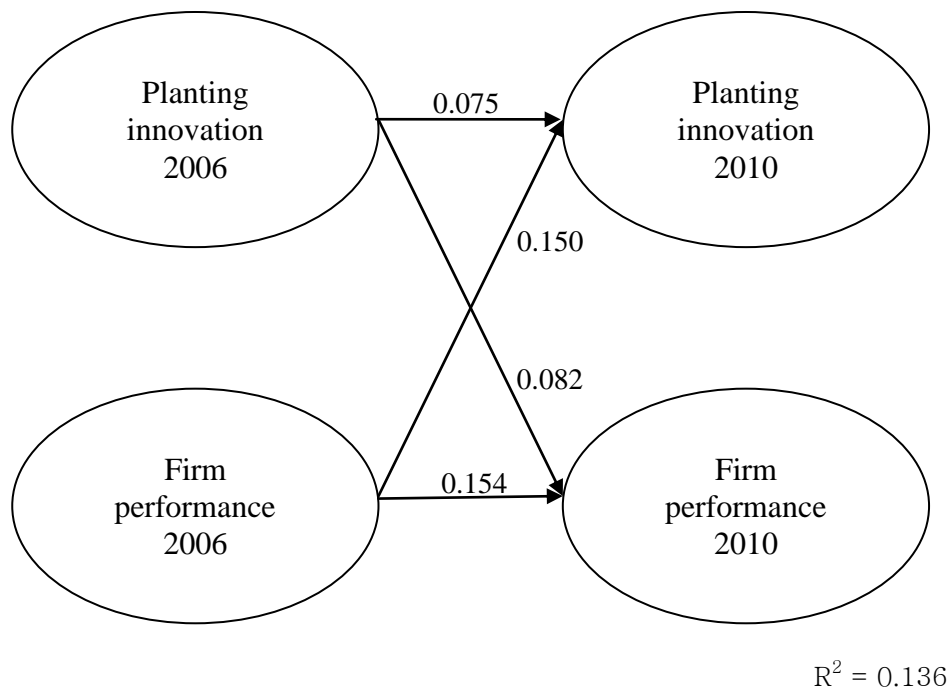 Planting
innovation
2006
0.075
Planting
innovation
2010
0.150
0.082
Firm
performance
2006
0.154
Firm
performance
2010
R² = 0.136